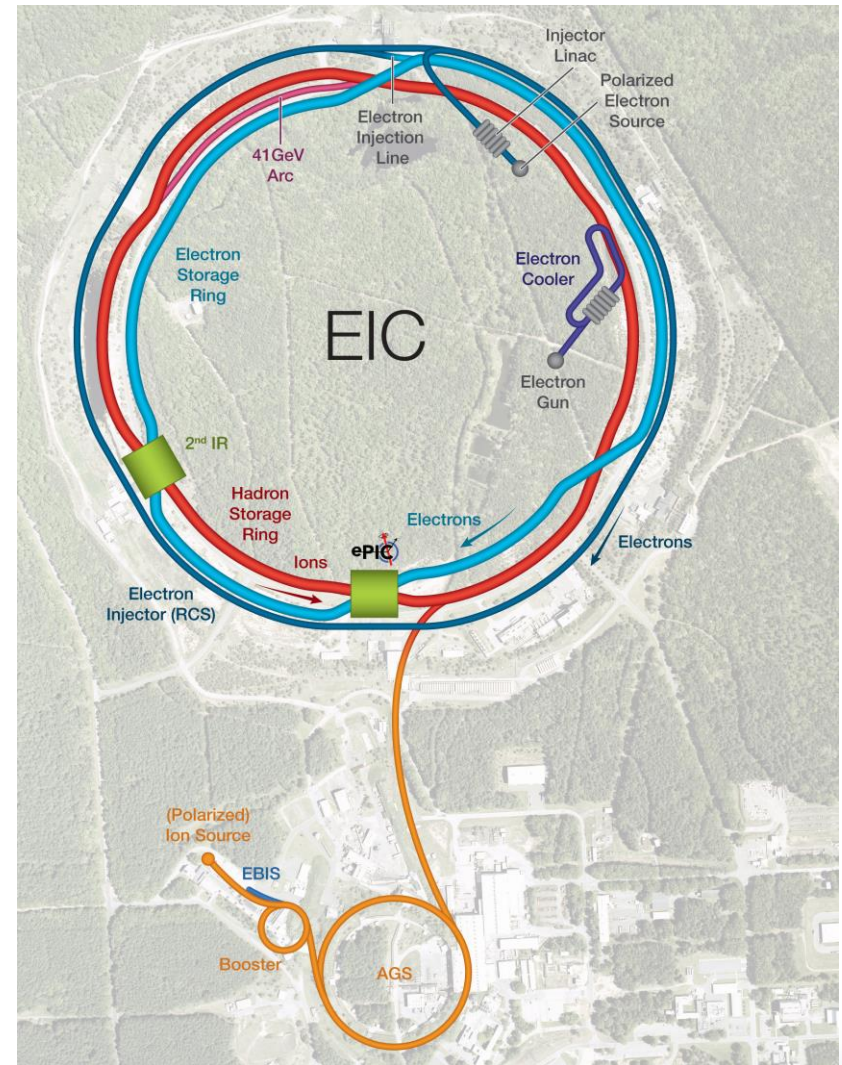 Injector
Linac
Polarized
Electron
Source
Electron
Injection
Line
41GeV
Arc
Electron
Storage
Ring
Electron
Cooler
EIC
Electron
Gun
2nd IR
Hadron
Storage
Ring
Electrons
ePIC
Electrons
Ions
Electron
Injector (RCS)
(Polarized)
Ion Source
EBIS
Booster
AGS